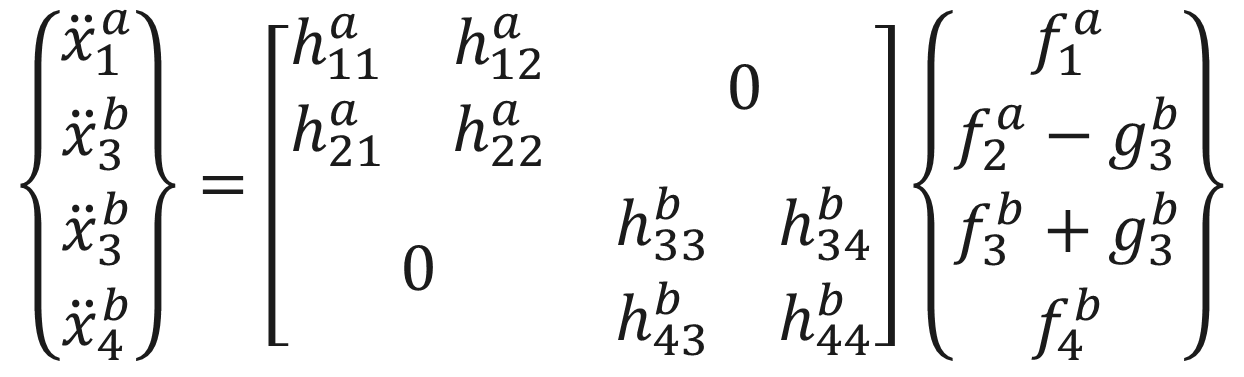 ẍ₁ᵃ h₁₁ᵃ h₁₂ᵃ 0 f₁ᵃ
ẍ₃ᵇ h₂₁ᵃ h₂₂ᵃ f₂ᵃ − g₃ᵇ
=
ẍ₃ᵇ h₃₃ᵇ h₃₄ᵇ f₃ᵇ + g₃ᵇ
0
ẍ₄ᵇ h₄₃ᵇ h₄₄ᵇ f₄ᵇ